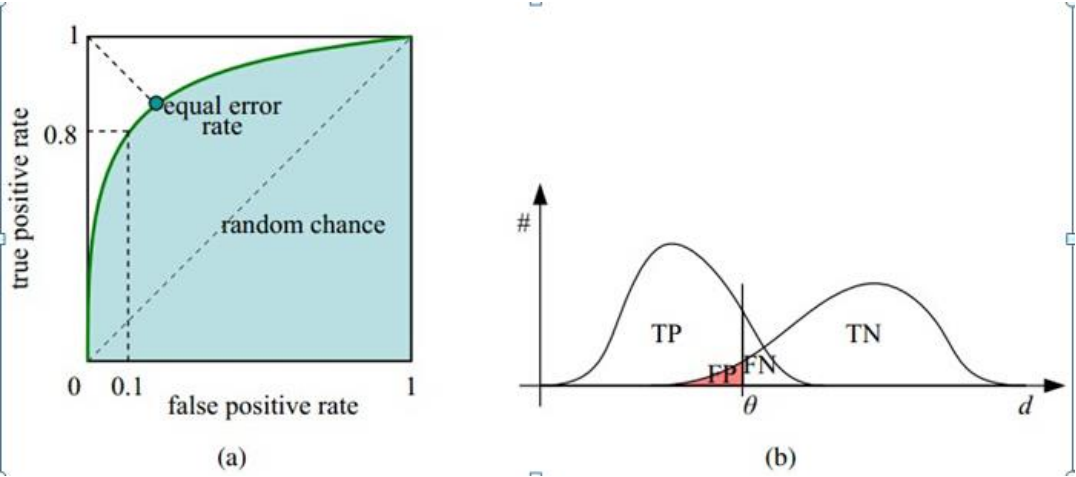 1
equal error
rate
0.8
true positive rate
random chance
0
0.1
1
false positive rate
(a)
#
TP
TN
FP
FN
θ
d
(b)